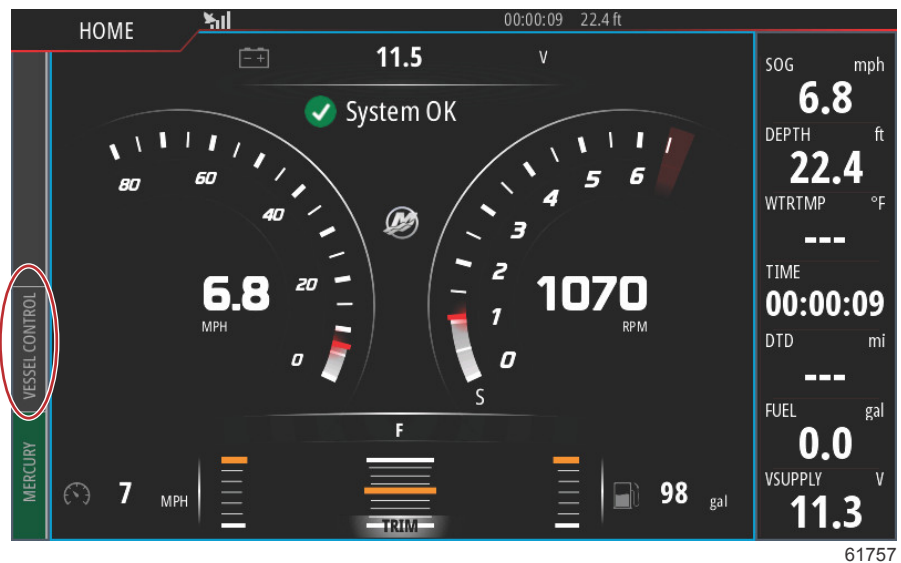 HOME
00:00:09 22.4 ft
11.5 V
System OK
80 60 40 20 0
6.8
MPH
6 5 4 3 2 1 0
S
1070
RPM
F
7 MPH
TRIM
98 gal
VESSEL CONTROL
MERCURY
SOG mph
6.8
DEPTH ft
22.4
WTRTMP °F
---
TIME
00:00:09
DTD mi
---
FUEL gal
0.0
VSUPPLY V
11.3
61757